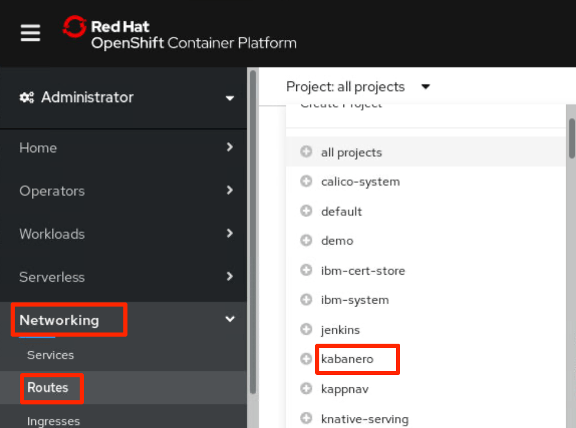 Red Hat
OpenShift Container Platform
Administrator
Home
Operators
Workloads
Serverless
Networking
Services
Routes
Ingresses
Project: all projects
Create Project
all projects
calico-system
default
demo
ibm-cert-store
ibm-system
jenkins
kabanero
kappnav
knative-serving